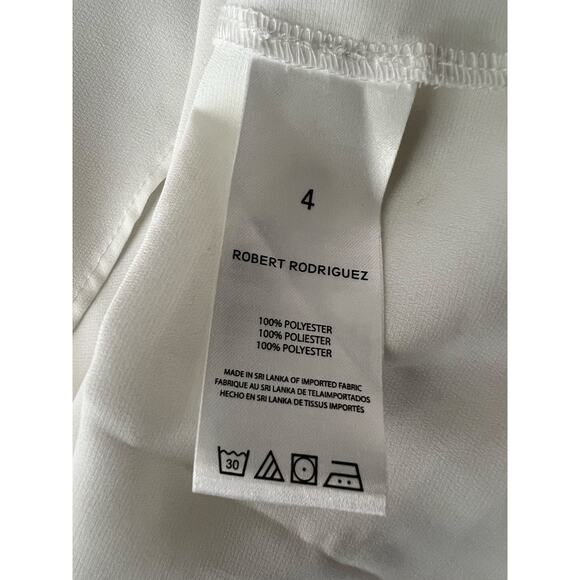 4
ROBERT RODRIGUEZ
100% POLYESTER
100% POLIESTER
100% POLYESTER
MADE IN SRI LANKA OF IMPORTED FABRIC
FABRIQUE AU SRI LANKA DE TELAIMPORTADOS
HECHO EN SRI LANKA DE TISSUS IMPORTÉS
30